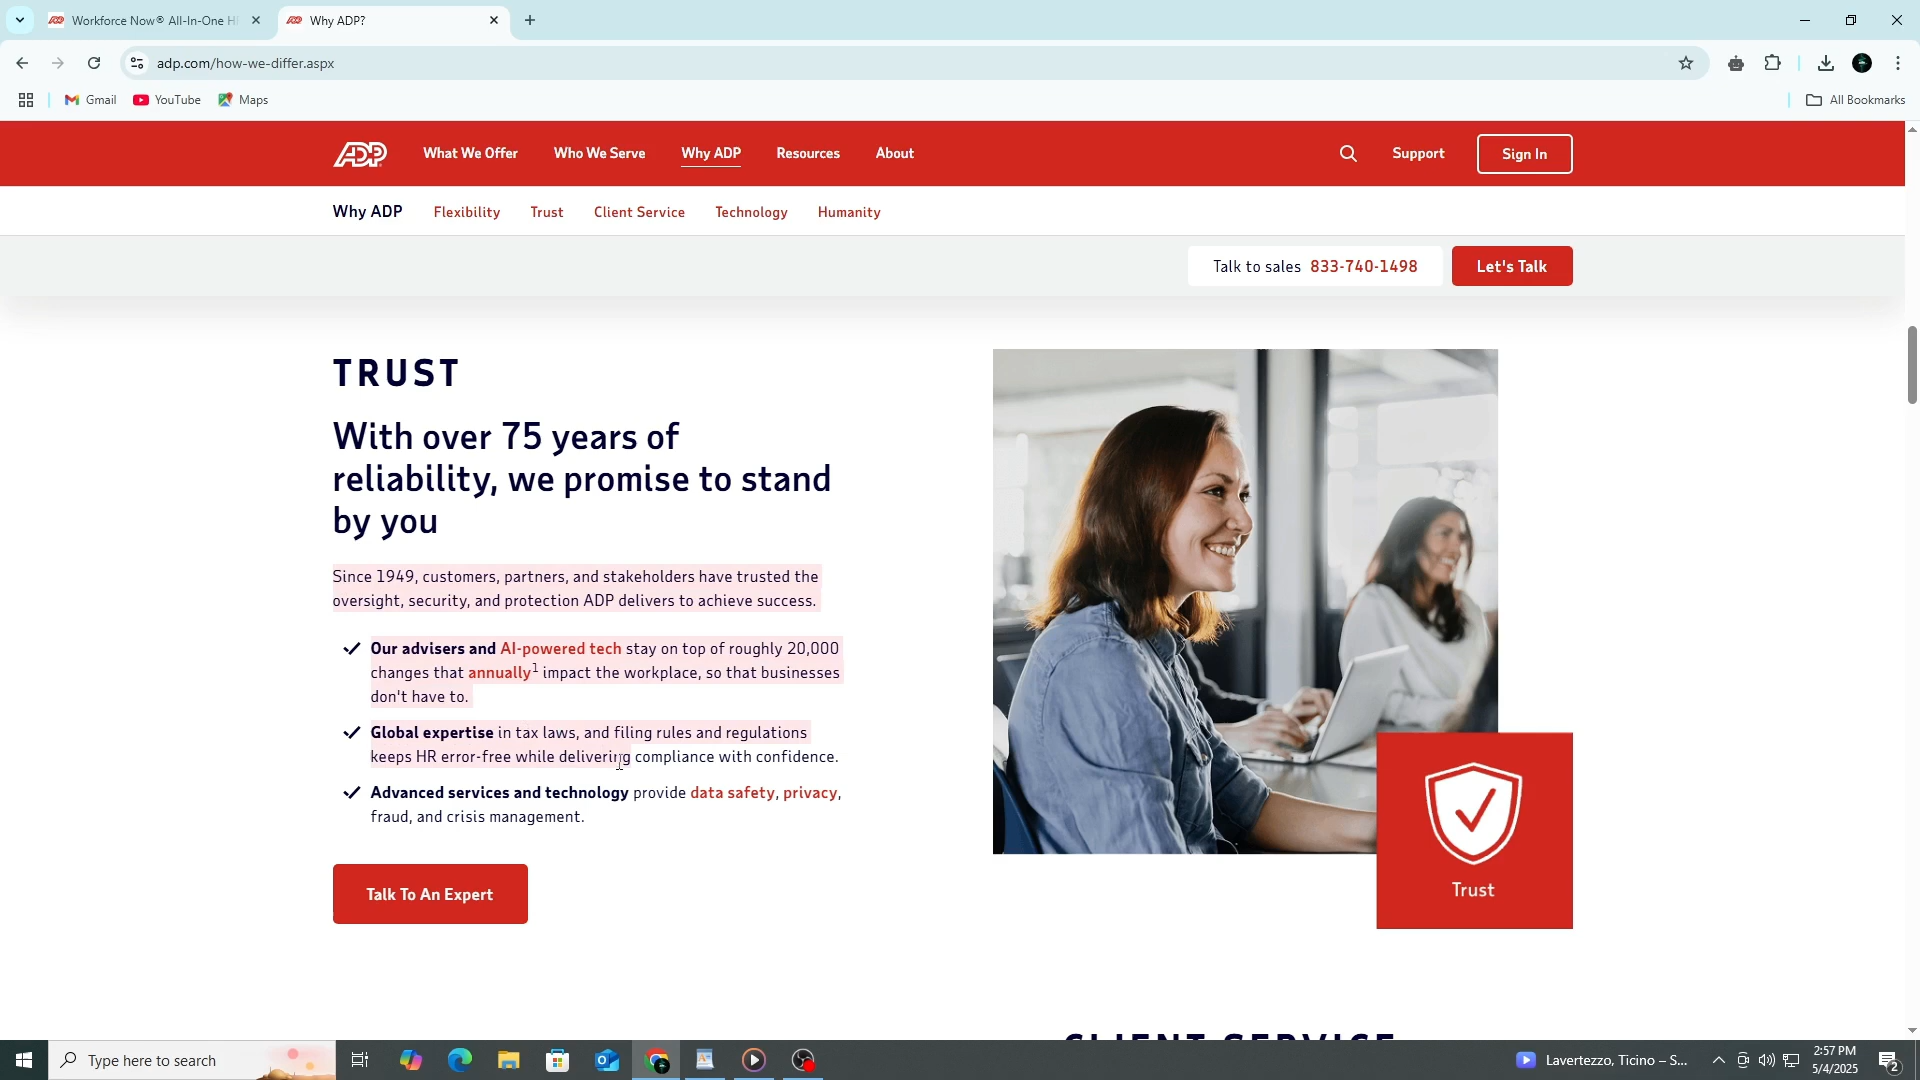 Workforce Now® All-In-One H
Why ADP?
adp.com/how-we-differ.aspx
Gmail
YouTube
Maps
All Bookmarks
ADP
What We Offer
Who We Serve
Why ADP
Resources
About
Support
Sign In
Why ADP
Flexibility
Trust
Client Service
Technology
Humanity
Talk to sales 833-740-1498
Let's Talk
TRUST
With over 75 years of
reliability, we promise to stand
by you
Since 1949, customers, partners, and stakeholders have trusted the
oversight, security, and protection ADP delivers to achieve success.
Our advisers and AI-powered tech stay on top of roughly 20,000
changes that annually1 impact the workplace, so that businesses
don't have to.
Global expertise in tax laws, and filing rules and regulations
keeps HR error-free while delivering compliance with confidence.
Advanced services and technology provide data safety, privacy,
fraud, and crisis management.
Talk To An Expert
Trust
CLIENT SERVICE
Type here to search
Lavertezzo, Ticino – S...
2:57 PM
5/4/2025
2